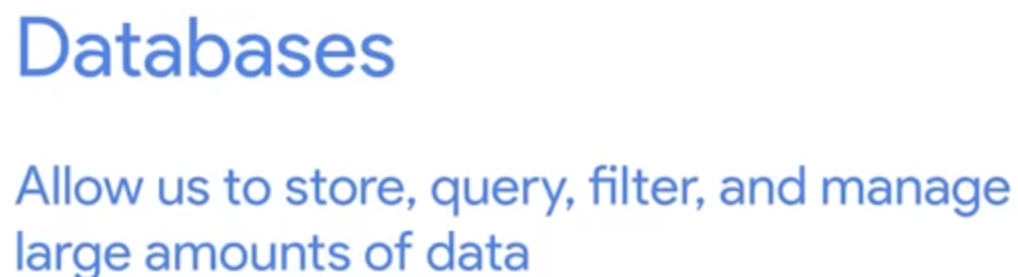 Databases
Allow us to store, query, filter, and manage
large amounts of data